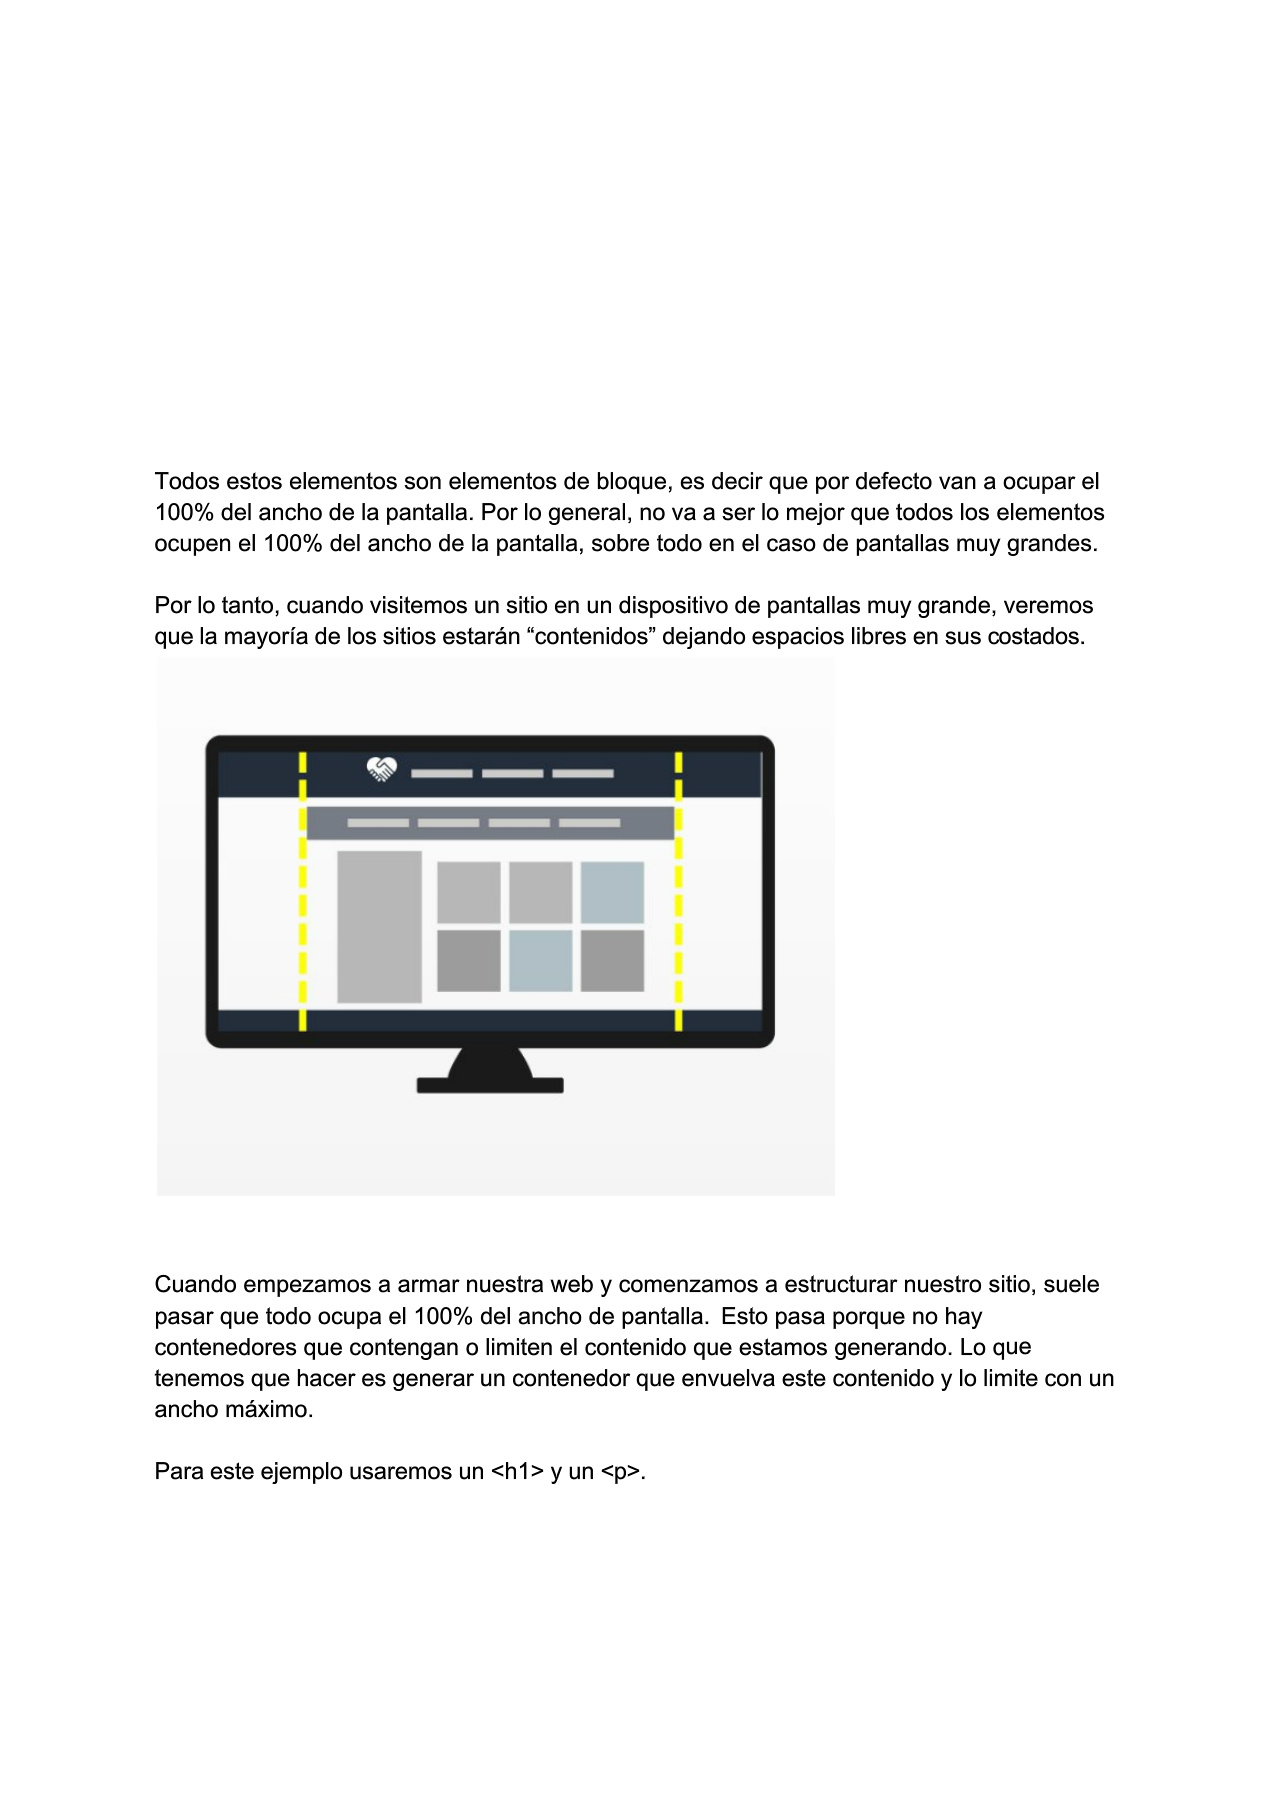 Todos estos elementos son elementos de bloque, es decir que por defecto van a ocupar el
100% del ancho de la pantalla. Por lo general, no va a ser lo mejor que todos los elementos
ocupen el 100% del ancho de la pantalla, sobre todo en el caso de pantallas muy grandes.
Por lo tanto, cuando visitemos un sitio en un dispositivo de pantallas muy grande, veremos
que la mayoría de los sitios estarán “contenidos” dejando espacios libres en sus costados.
Cuando empezamos a armar nuestra web y comenzamos a estructurar nuestro sitio, suele
pasar que todo ocupa el 100% del ancho de pantalla. Esto pasa porque no hay
contenedores que contengan o limiten el contenido que estamos generando. Lo que
tenemos que hacer es generar un contenedor que envuelva este contenido y lo limite con un
ancho máximo.
Para este ejemplo usaremos un <h1> y un <p>.